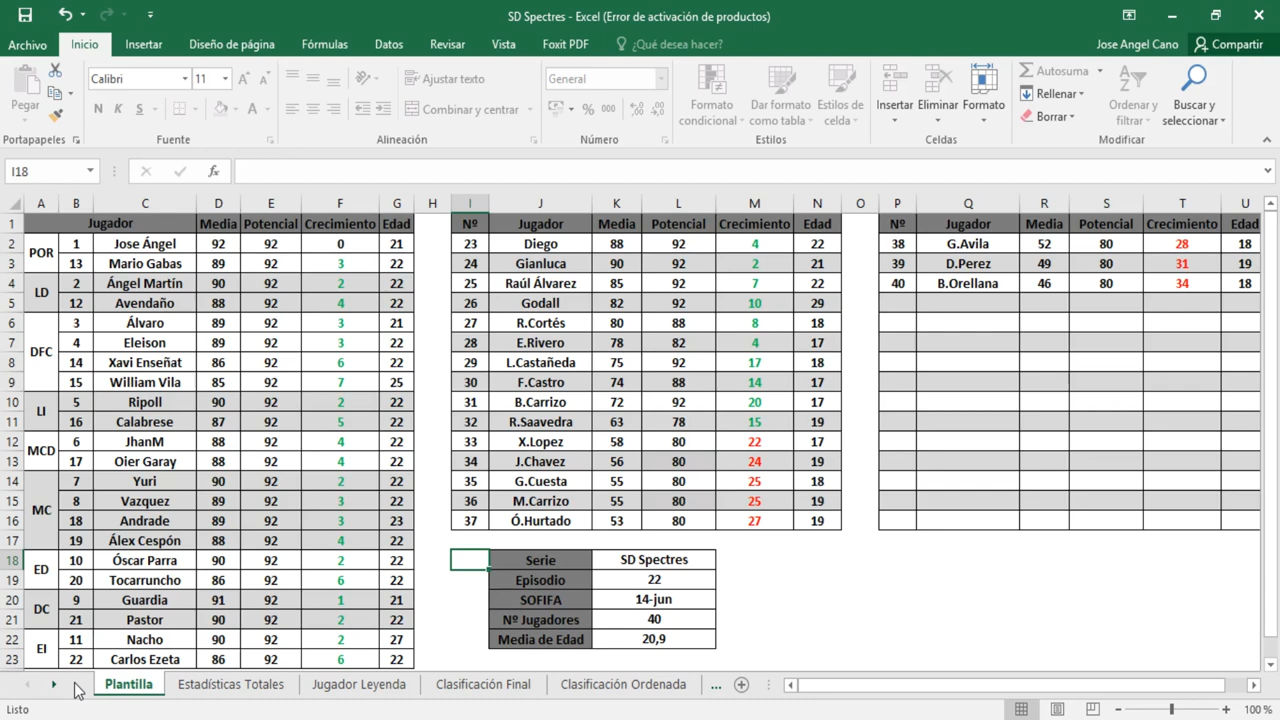 SD Spectres - Excel (Error de activación de productos)
Archivo Inicio Insertar Diseño de página Fórmulas Datos Revisar Vista Foxit PDF ¿Qué desea hacer? Jose Angel Cano Compartir
Calibri 11 Ajustar texto General Autosuma
Pegar N K S A Combinar y centrar % 000 Formato condicional Dar formato como tabla Estilos de celda Insertar Eliminar Formato Rellenar Borrar Ordenar y filtrar Buscar y seleccionar
Portapapeles Fuente Alineación Número Estilos Celdas Modificar
I18 fx
A B C D E F G H I J K L M N O P Q R S T U
1 Jugador Media Potencial Crecimiento Edad Nº Jugador Media Potencial Crecimiento Edad Nº Jugador Media Potencial Crecimiento Edad
2 POR 1 Jose Ángel 92 92 0 21 23 Diego 88 92 4 22 38 G.Avila 52 80 28 18
3 13 Mario Gabas 89 92 3 22 24 Gianluca 90 92 2 21 39 D.Perez 49 80 31 19
4 LD 2 Ángel Martín 90 92 2 22 25 Raúl Álvarez 85 92 7 22 40 B.Orellana 46 80 34 18
5 12 Avendaño 88 92 4 22 26 Godall 82 92 10 29
6 DFC 3 Álvaro 89 92 3 21 27 R.Cortés 80 88 8 18
7 4 Eleison 89 92 3 22 28 E.Rivero 78 82 4 17
8 14 Xavi Enseñat 86 92 6 22 29 L.Castañeda 75 92 17 18
9 15 William Vila 85 92 7 25 30 F.Castro 74 88 14 17
10 LI 5 Ripoll 90 92 2 22 31 B.Carrizo 72 92 20 17
11 16 Calabrese 87 92 5 22 32 R.Saavedra 63 78 15 19
12 MCD 6 JhanM 88 92 4 22 33 X.Lopez 58 80 22 17
13 17 Oier Garay 88 92 4 22 34 J.Chavez 56 80 24 19
14 MC 7 Yuri 90 92 2 22 35 G.Cuesta 55 80 25 18
15 8 Vazquez 89 92 3 22 36 M.Carrizo 55 80 25 19
16 18 Andrade 89 92 3 23 37 Ó.Hurtado 53 80 27 19
17 19 Álex Cespón 88 92 4 22
18 ED 10 Óscar Parra 90 92 2 22 Serie SD Spectres
19 20 Tocarruncho 86 92 6 22 Episodio 22
20 DC 9 Guardia 91 92 1 21 SOFIFA 14-jun
21 21 Pastor 90 92 2 22 Nº Jugadores 40
22 EI 11 Nacho 90 92 2 27 Media de Edad 20,9
23 22 Carlos Ezeta 86 92 6 22
Plantilla Estadísticas Totales Jugador Leyenda Clasificación Final Clasificación Ordenada ...
Listo 100 %